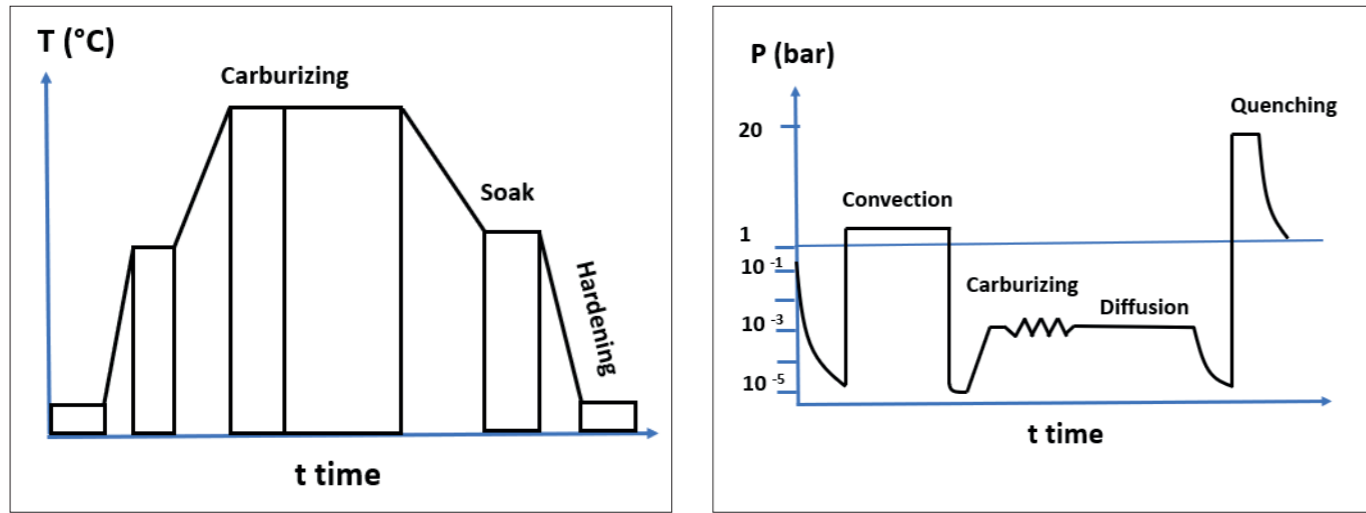 T (°C)
Carburizing
Soak
Hardening
t time
P (bar)
20
Quenching
Convection
1
10 -1
Carburizing
Diffusion
10 -3
10 -5
t time